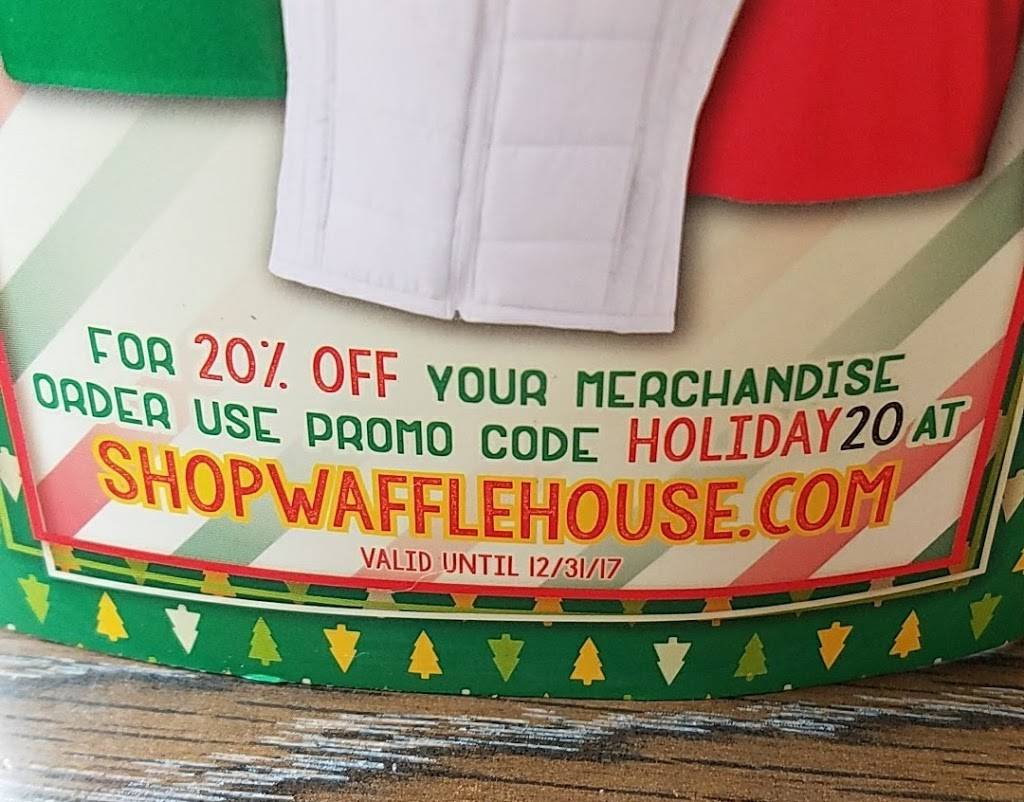 FOR 20% OFF YOUR MERCHANDISE
ORDER USE PROMO CODE HOLIDAY20 AT
SHOPWAFFLEHOUSE.COM
VALID UNTIL 12/31/17